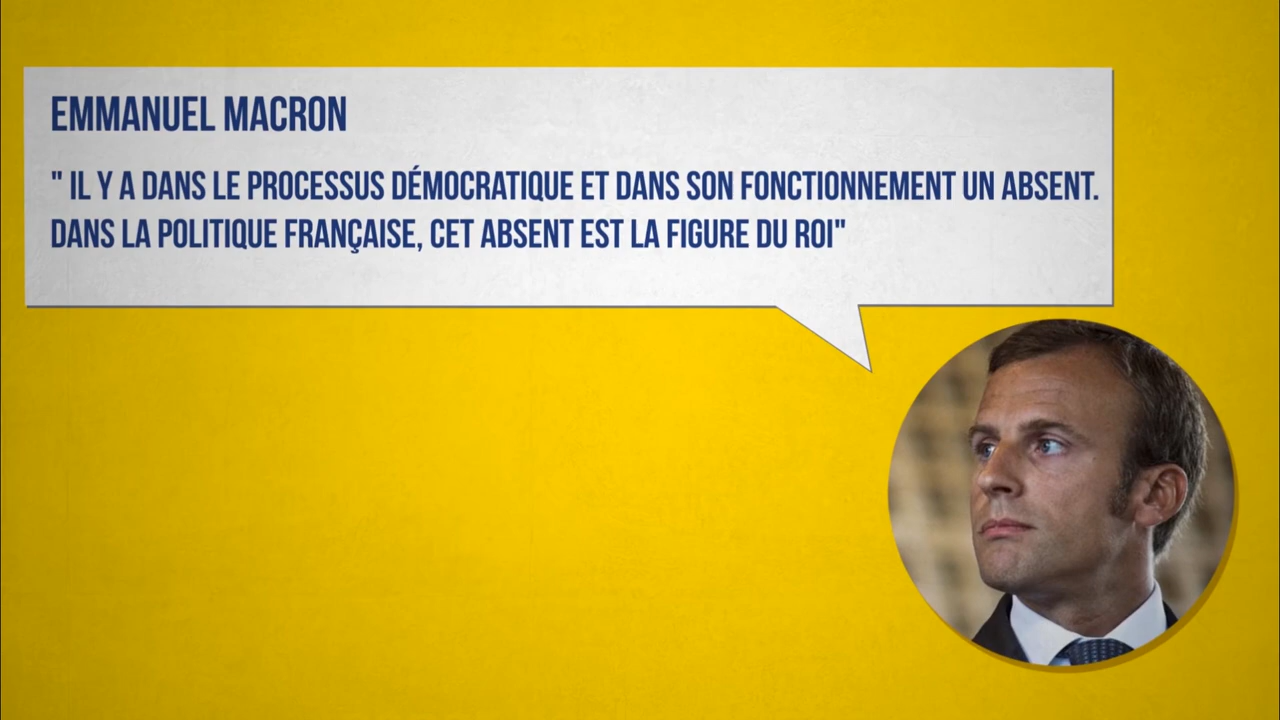 EMMANUEL MACRON
" IL Y A DANS LE PROCESSUS DÉMOCRATIQUE ET DANS SON FONCTIONNEMENT UN ABSENT.
DANS LA POLITIQUE FRANÇAISE, CET ABSENT EST LA FIGURE DU ROI"